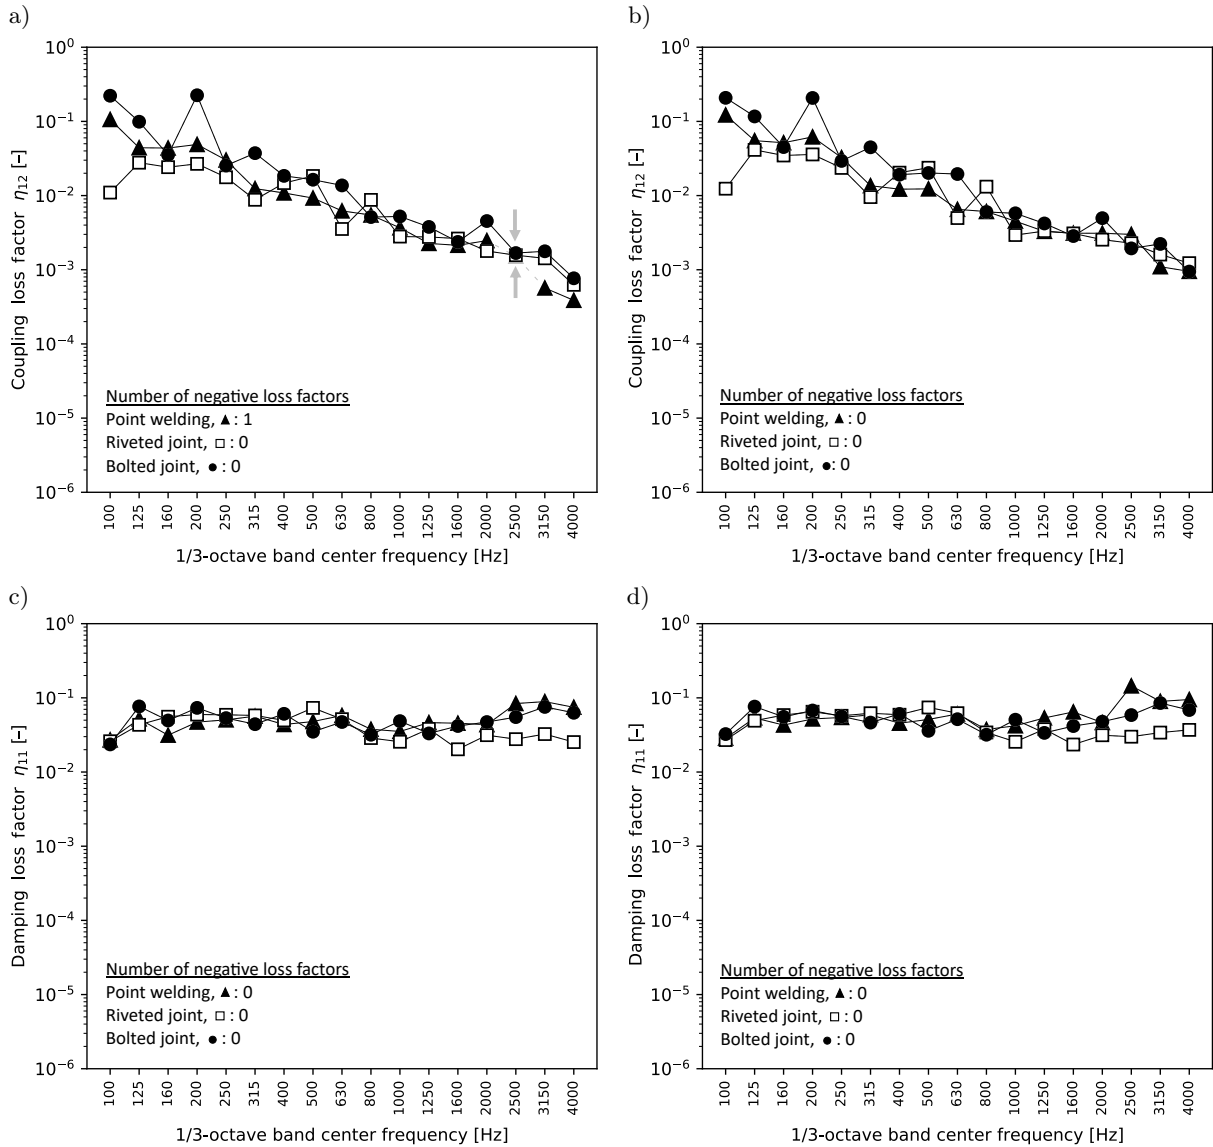 a)
10^0
10^-1
10^-2
10^-3
10^-4
10^-5
10^-6
Coupling loss factor η12 [–]
Number of negative loss factors
Point welding, ▲: 1
Riveted joint, □: 0
Bolted joint, ●: 0
100 125 160 200 250 315 400 500 630 800 1000 1250 1600 2000 2500 3150 4000
1/3-octave band center frequency [Hz]
b)
10^0
10^-1
10^-2
10^-3
10^-4
10^-5
10^-6
Coupling loss factor η12 [–]
Number of negative loss factors
Point welding, ▲: 0
Riveted joint, □: 0
Bolted joint, ●: 0
100 125 160 200 250 315 400 500 630 800 1000 1250 1600 2000 2500 3150 4000
1/3-octave band center frequency [Hz]
c)
10^0
10^-1
10^-2
10^-3
10^-4
10^-5
10^-6
Damping loss factor η11 [–]
Number of negative loss factors
Point welding, ▲: 0
Riveted joint, □: 0
Bolted joint, ●: 0
100 125 160 200 250 315 400 500 630 800 1000 1250 1600 2000 2500 3150 4000
1/3-octave band center frequency [Hz]
d)
10^0
10^-1
10^-2
10^-3
10^-4
10^-5
10^-6
Damping loss factor η11 [–]
Number of negative loss factors
Point welding, ▲: 0
Riveted joint, □: 0
Bolted joint, ●: 0
100 125 160 200 250 315 400 500 630 800 1000 1250 1600 2000 2500 3150 4000
1/3-octave band center frequency [Hz]